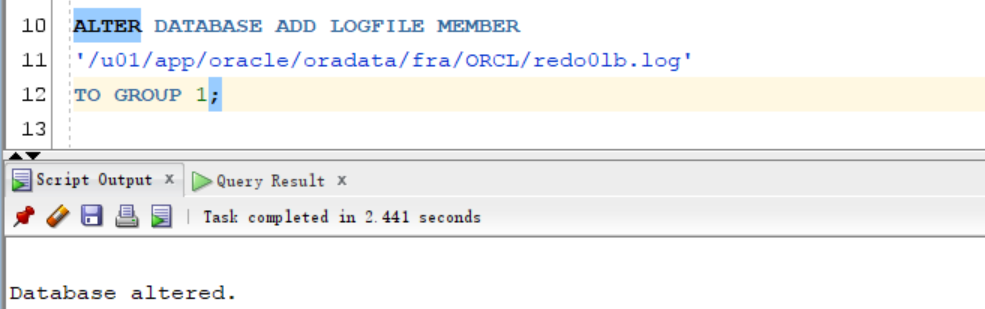 10 ALTER DATABASE ADD LOGFILE MEMBER
11 '/u01/app/oracle/oradata/fra/ORCL/redo01b.log'
12 TO GROUP 1;
13
Script Output x Query Result x
Task completed in 2.441 seconds
Database altered.